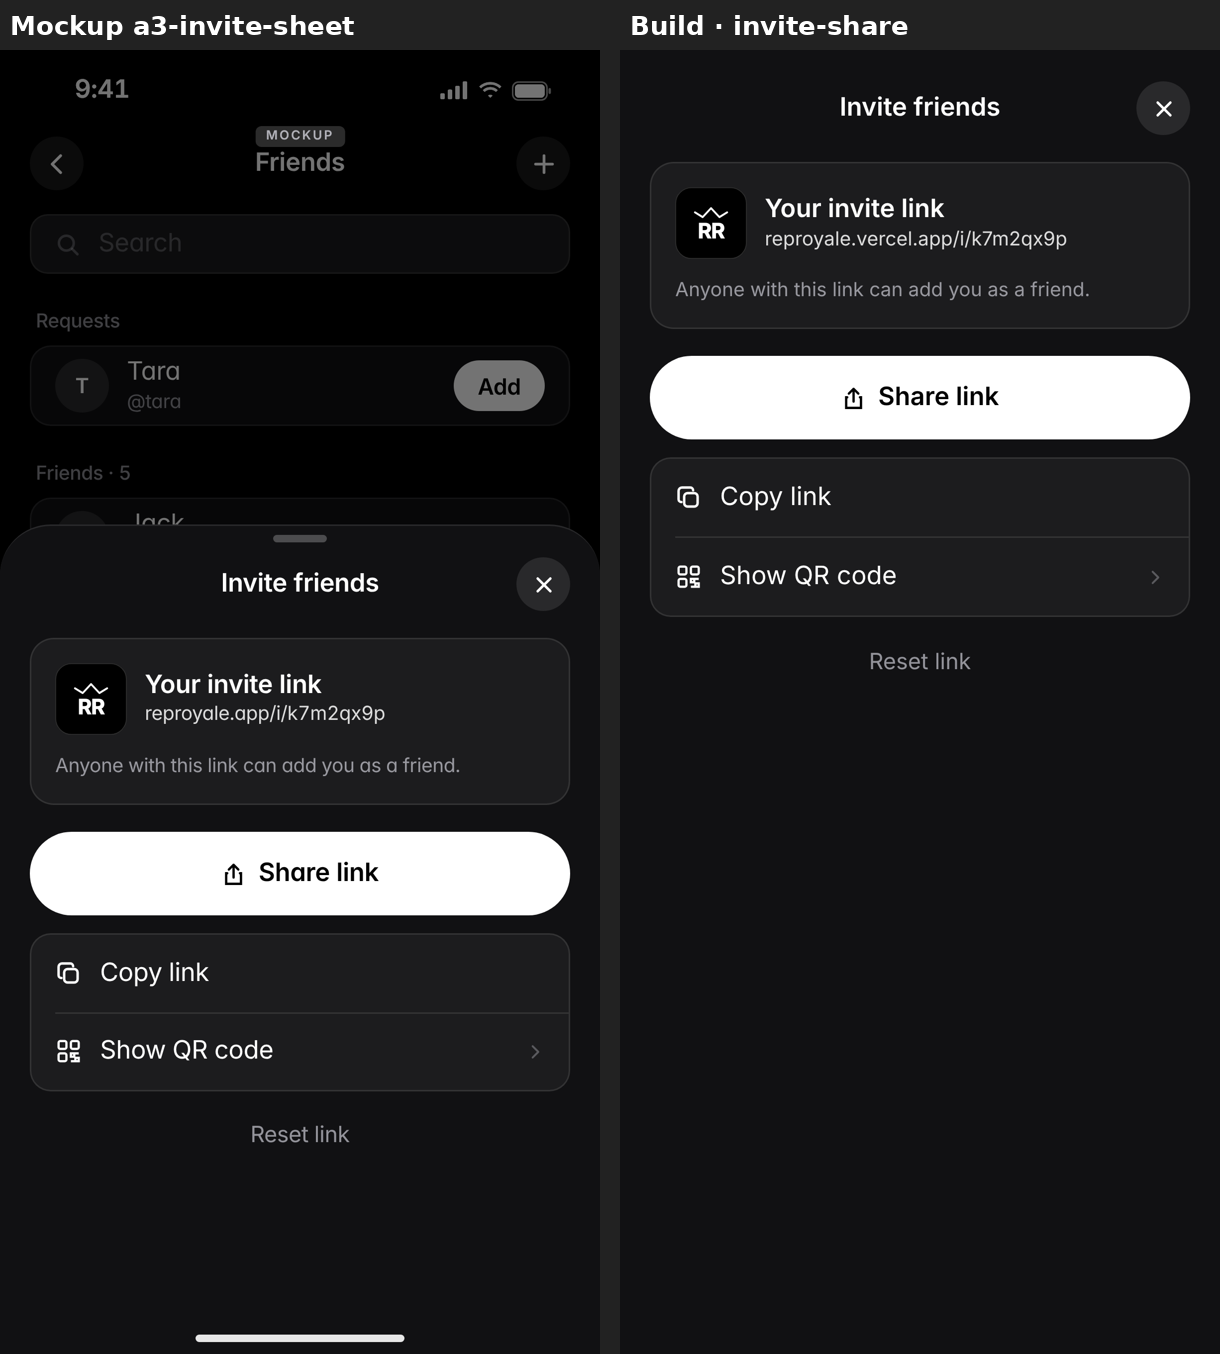 Mockup a3-invite-sheet
9:41
MOCKUP
Friends
Search
Requests
T
Tara
@tara
Add
Friends · 5
Jack
Invite friends
RR
Your invite link
reproyale.app/i/k7m2qx9p
Anyone with this link can add you as a friend.
Share link
Copy link
Show QR code
Reset link
Build · invite-share
Invite friends
RR
Your invite link
reproyale.vercel.app/i/k7m2qx9p
Anyone with this link can add you as a friend.
Share link
Copy link
Show QR code
Reset link